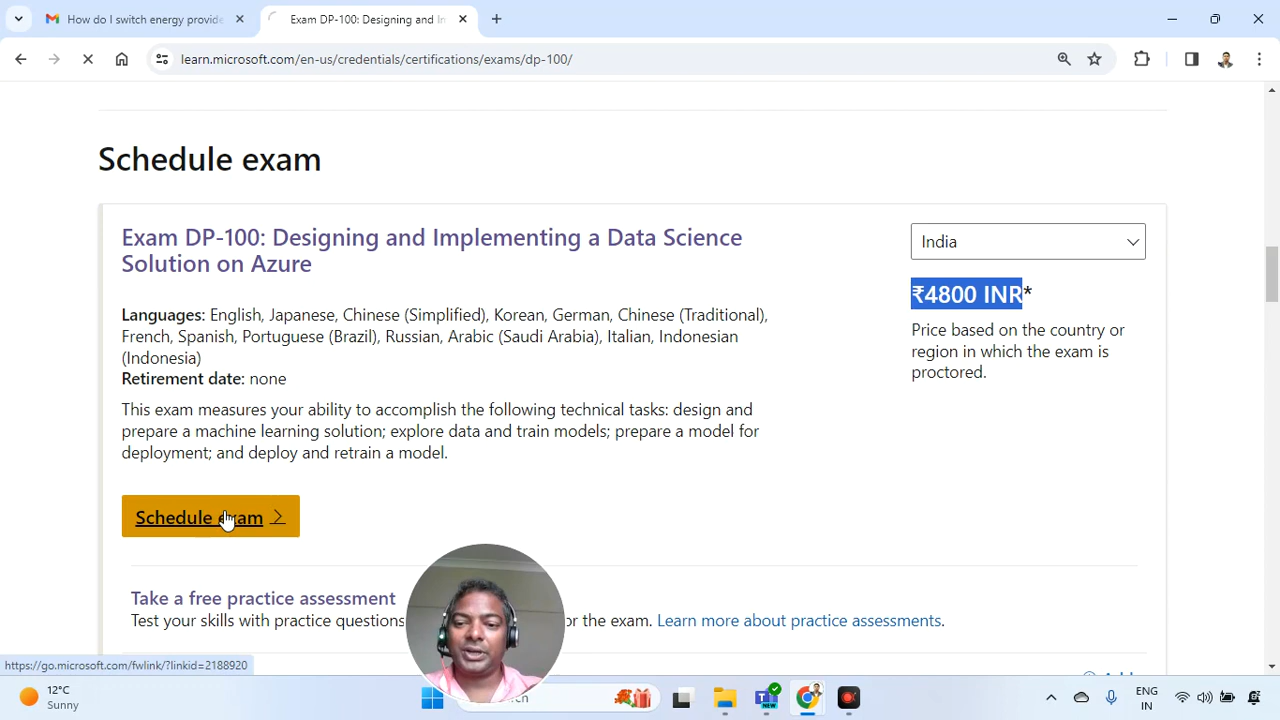 How do I switch energy provide
Exam DP-100: Designing and In
learn.microsoft.com/en-us/credentials/certifications/exams/dp-100/
Schedule exam
Exam DP-100: Designing and Implementing a Data Science
Solution on Azure
Languages: English, Japanese, Chinese (Simplified), Korean, German, Chinese (Traditional),
French, Spanish, Portuguese (Brazil), Russian, Arabic (Saudi Arabia), Italian, Indonesian
(Indonesia)
Retirement date: none
This exam measures your ability to accomplish the following technical tasks: design and
prepare a machine learning solution; explore data and train models; prepare a model for
deployment; and deploy and retrain a model.
India
₹4800 INR*
Price based on the country or
region in which the exam is
proctored.
Schedule exam
Take a free practice assessment
Test your skills with practice questions or the exam. Learn more about practice assessments.
https://go.microsoft.com/fwlink/?linkid=2188920
12°C
Sunny
NEW
ENG
IN